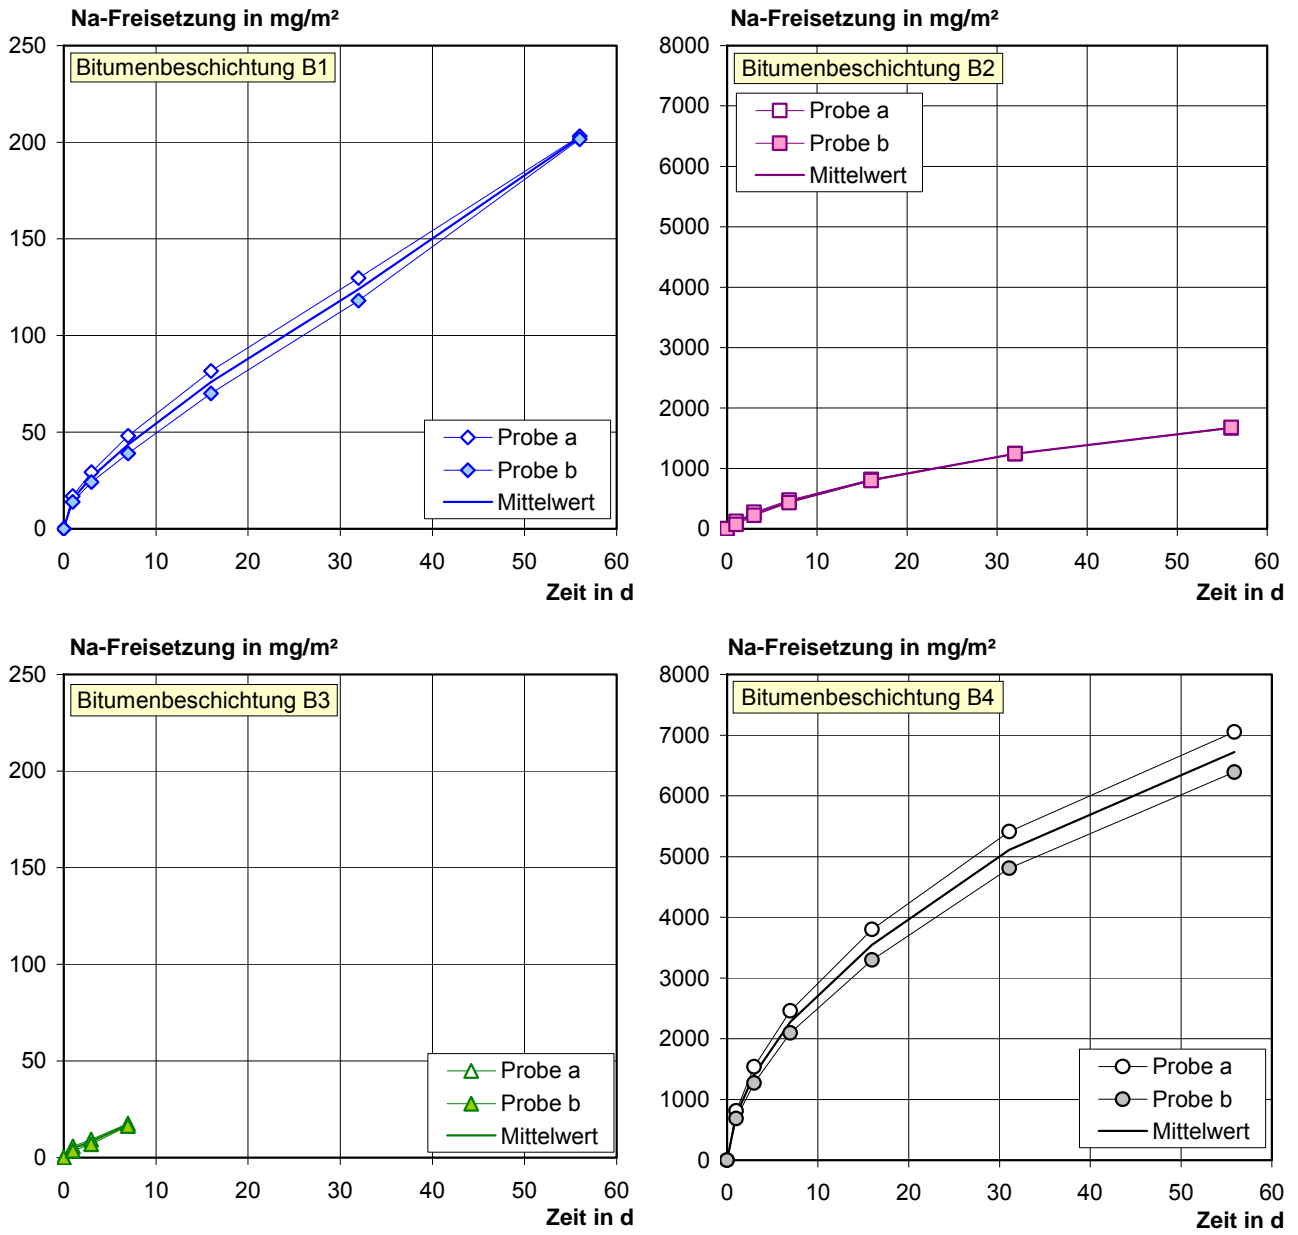 Na-Freisetzung in mg/m²
250
200
150
100
50
0
0 10 20 30 40 50 60
Zeit in d
Bitumenbeschichtung B1
Probe a
Probe b
Mittelwert
Na-Freisetzung in mg/m²
8000
7000
6000
5000
4000
3000
2000
1000
0
0 10 20 30 40 50 60
Zeit in d
Bitumenbeschichtung B2
Probe a
Probe b
Mittelwert
Na-Freisetzung in mg/m²
250
200
150
100
50
0
0 10 20 30 40 50 60
Zeit in d
Bitumenbeschichtung B3
Probe a
Probe b
Mittelwert
Na-Freisetzung in mg/m²
8000
7000
6000
5000
4000
3000
2000
1000
0
0 10 20 30 40 50 60
Zeit in d
Bitumenbeschichtung B4
Probe a
Probe b
Mittelwert